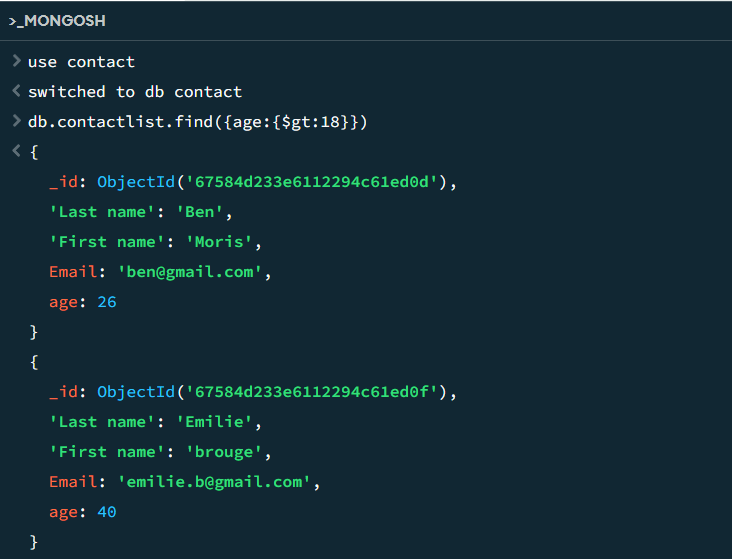 >_MONGOSH
> use contact
< switched to db contact
> db.contactlist.find({age:{$gt:18}})
< {
_id: ObjectId('67584d233e6112294c61ed0d'),
'Last name': 'Ben',
'First name': 'Moris',
Email: 'ben@gmail.com',
age: 26
}
{
_id: ObjectId('67584d233e6112294c61ed0f'),
'Last name': 'Emilie',
'First name': 'brouge',
Email: 'emilie.b@gmail.com',
age: 40
}